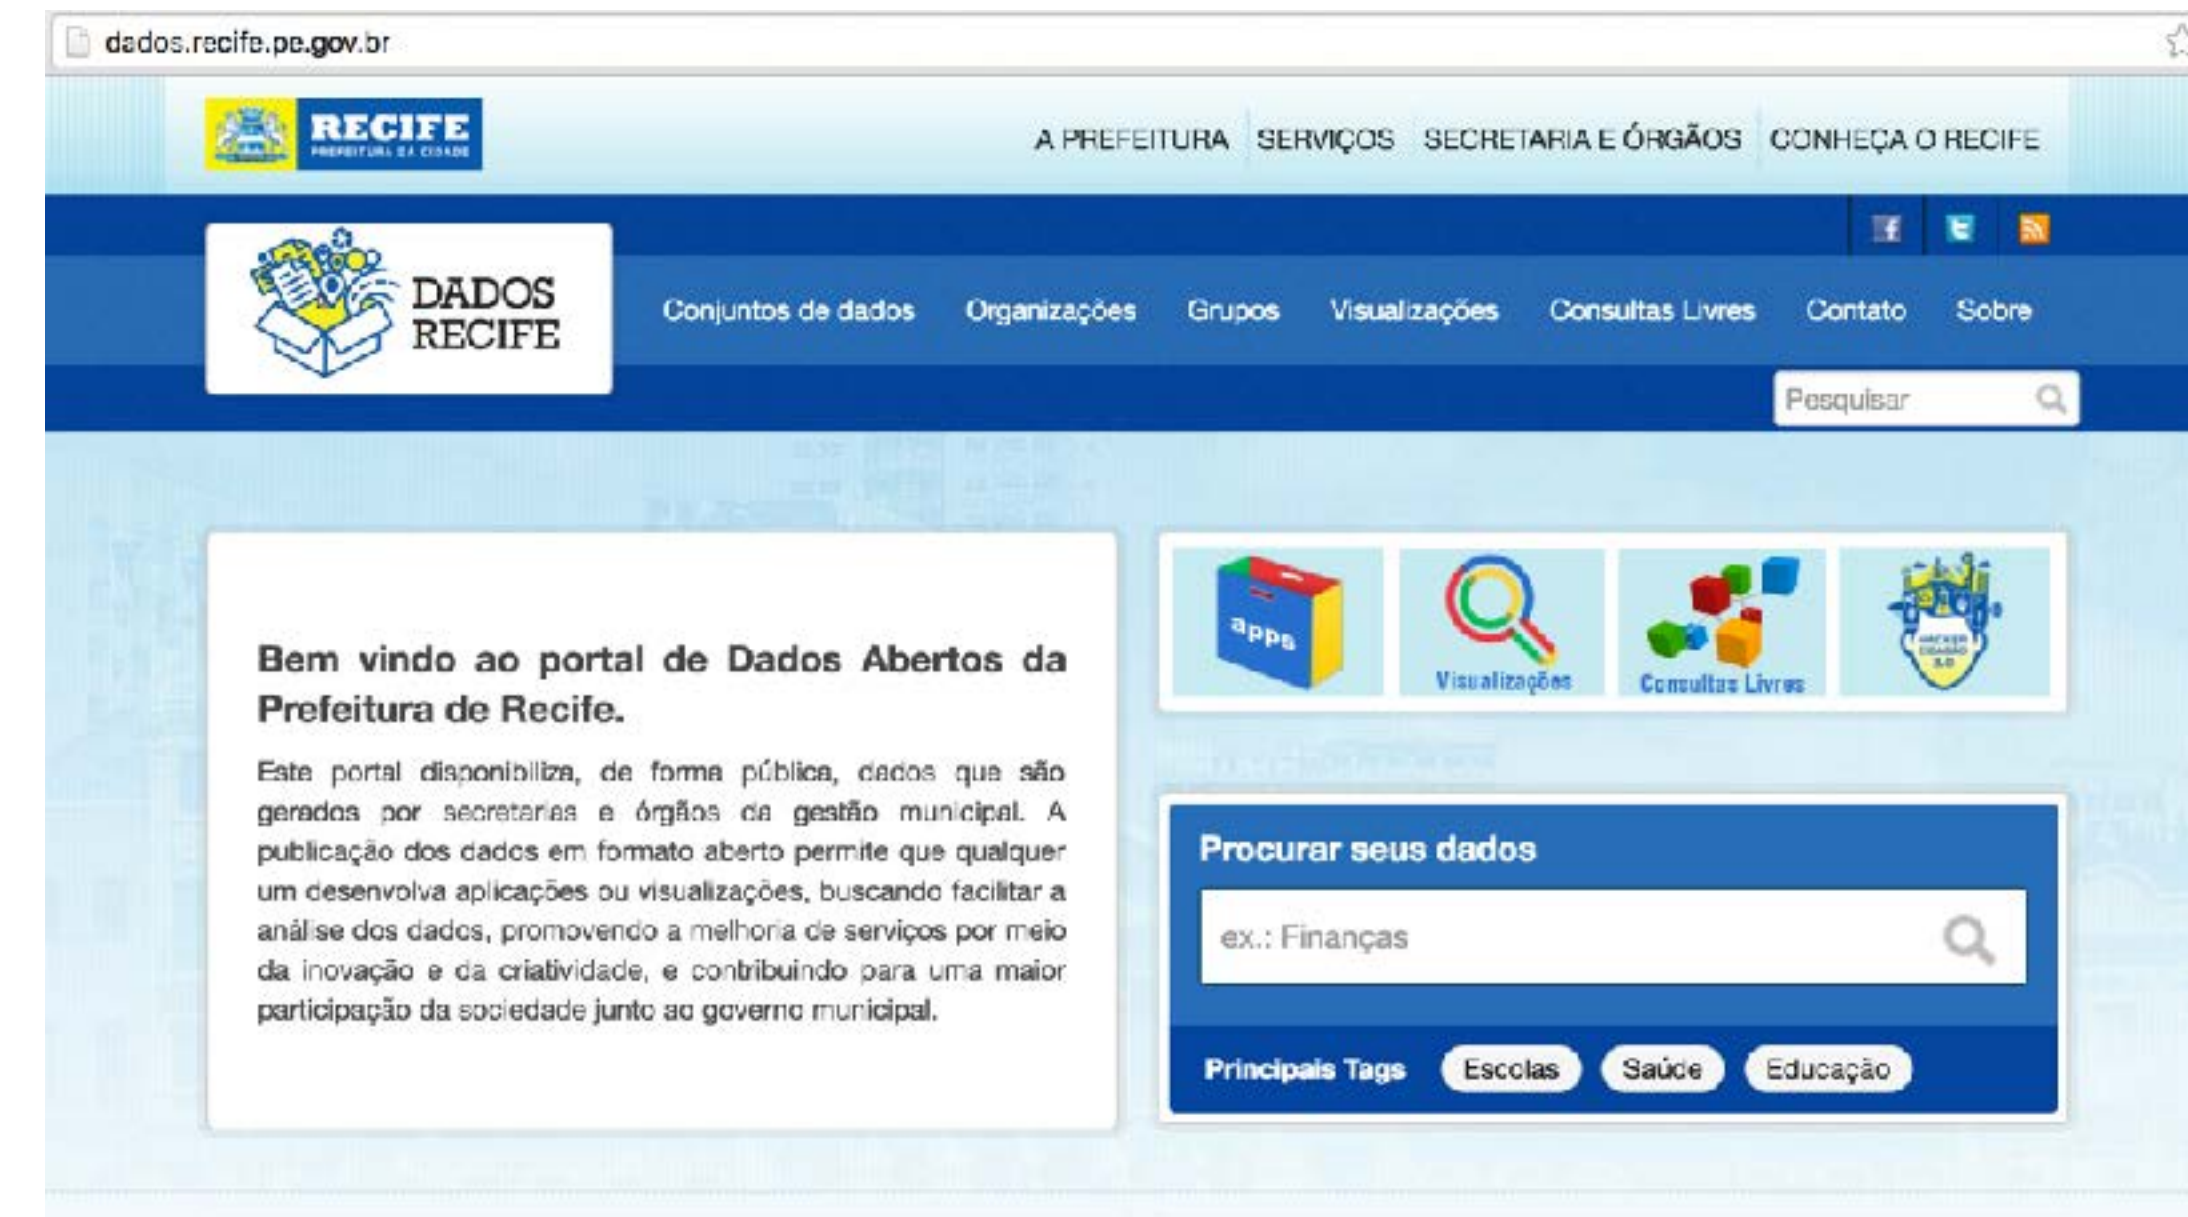 dados.recife.pe.gov.br
RECIFE
PREFEITURA DA CIDADE
A PREFEITURA SERVIÇOS SECRETARIA E ÓRGÃOS CONHEÇA O RECIFE
DADOS
RECIFE
Conjuntos de dados Organizações Grupos Visualizações Consultas Livres Contato Sobre
Pesquisar
Bem vindo ao portal de Dados Abertos da
Prefeitura de Recife.
Este portal disponibiliza, de forma pública, dados que são
gerados por secretarias e órgãos da gestão municipal. A
publicação dos dados em formato aberto permite que qualquer
um desenvolva aplicações ou visualizações, buscando facilitar a
análise dos dados, promovendo a melhoria de serviços por meio
da inovação e da criatividade, e contribuindo para uma maior
participação da sociedade junto ao governo municipal.
apps
Visualizações
Consultas Livres
Procurar seus dados
ex.: Finanças
Principais Tags Escolas Saúde Educação